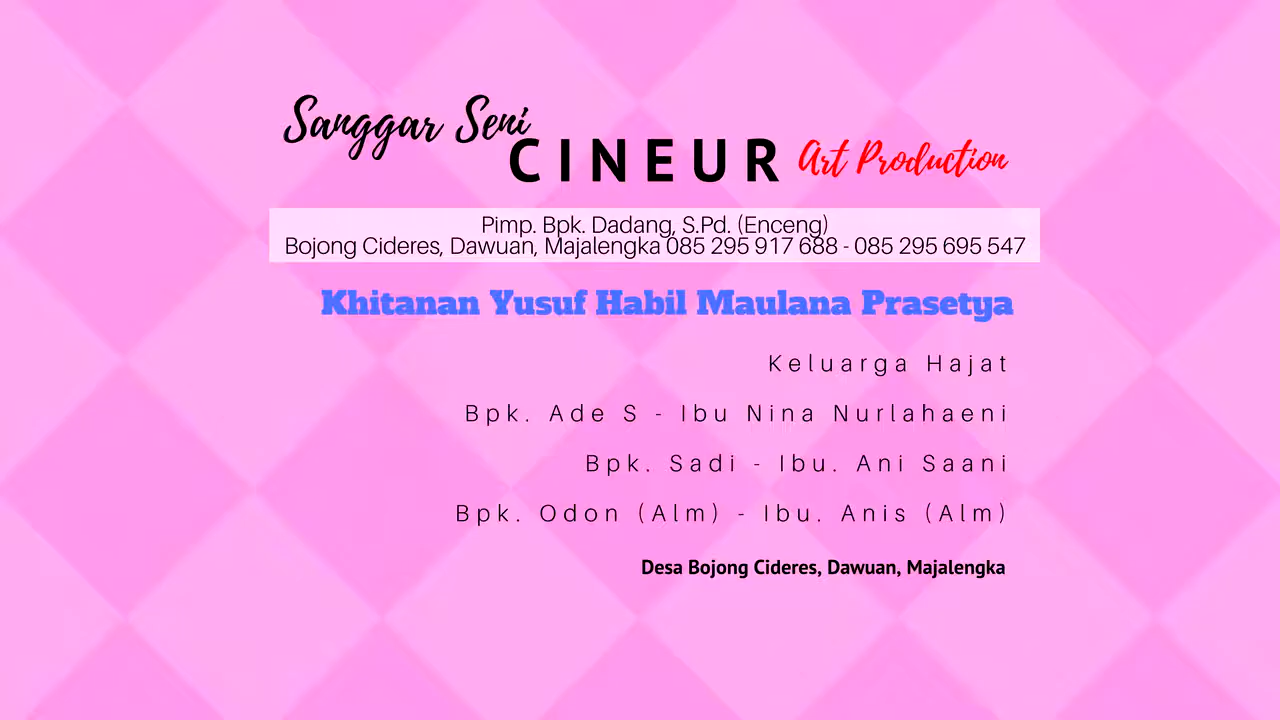 Sanggar Seni
CINEUR Art Production
Pimp. Bpk. Dadang, S.Pd. (Enceng)
Bojong Cideres, Dawuan, Majalengka 085 295 917 688 - 085 295 695 547
Khitanan Yusuf Habil Maulana Prasetya
Keluarga Hajat
Bpk. Ade S - Ibu Nina Nurlahaeni
Bpk. Sadi - Ibu. Ani Saani
Bpk. Odon (Alm) - Ibu. Anis (Alm)
Desa Bojong Cideres, Dawuan, Majalengka